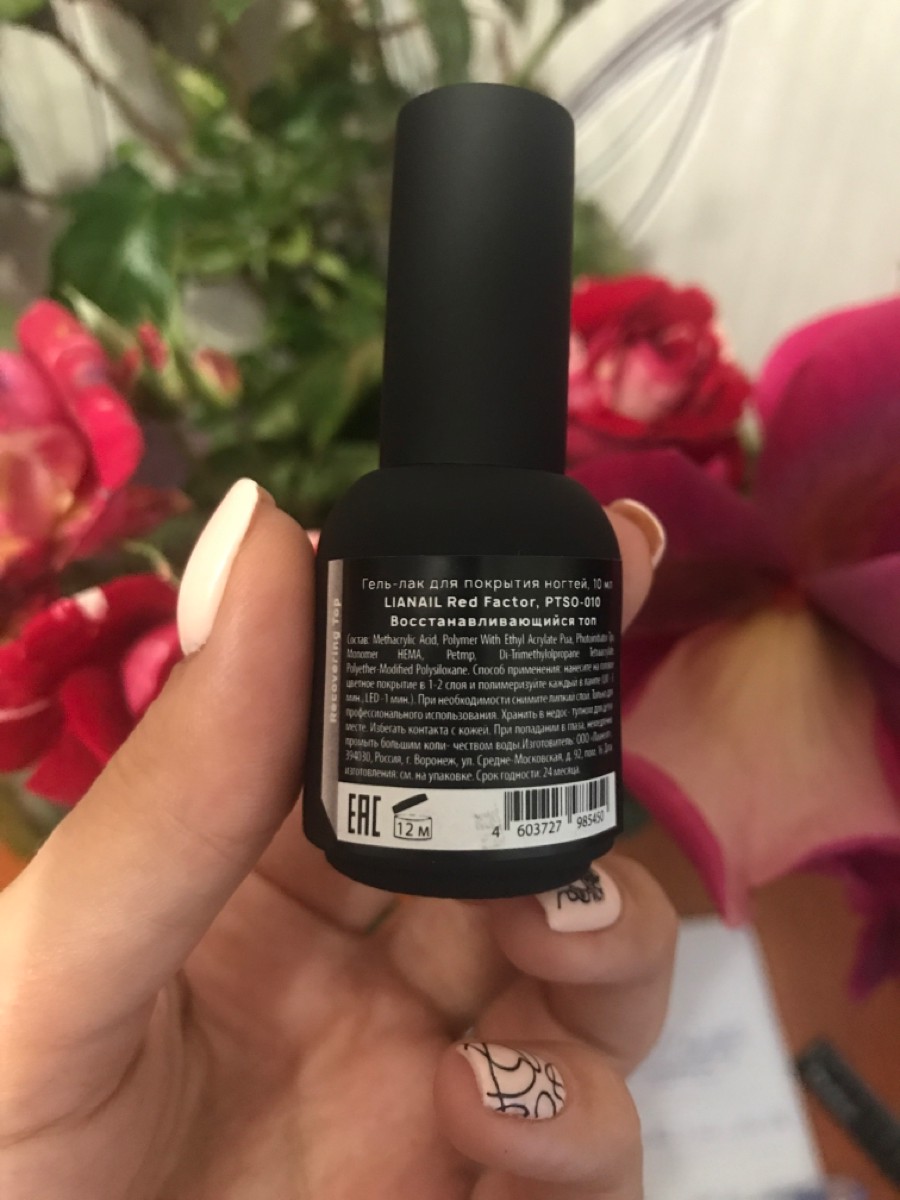 Гель-лак для покрытия ногтей, 10 мл
LIANAIL Red Factor, PTSO-010
Восстанавливающийся топ
Recovering Top
Состав: Methacrylic Acid, Polymer With Ethyl Acrylate Pua,
Monomer HEMA, Petmp, Di-Trimethylolpropane
Polyether-Modified Polysiloxane. Способ применения: нанесите на
цветное покрытие в 1-2 слоя и полимеризуйте каждый в лампе
мин., LED -1 мин.). При необходимости снимите липкий слой. Только для
профессионального использования. Хранить в недос- тупном для
месте. Избегать контакта с кожей. При попадании в глаза, немедленно
промыть большим коли- чеством воды.Изготовитель: ООО
394030, Россия, г. Воронеж, ул. Средне-Московская, д. 92,
изготовления: см. на упаковке. Срок годности: 24 месяца.
EAC
12 М
4 603727 985450